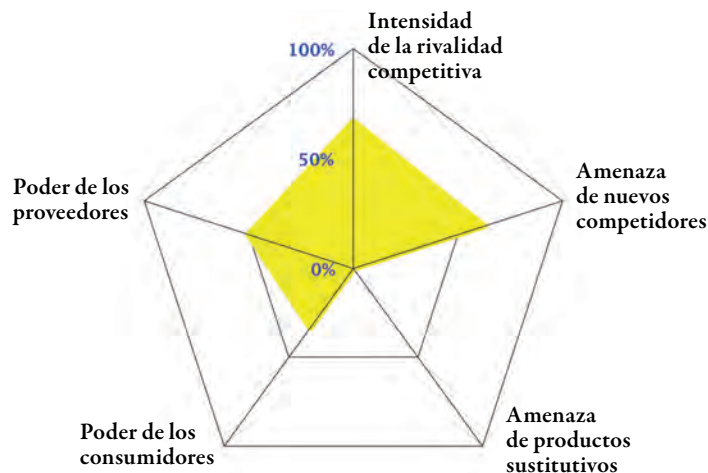 Intensidad
de la rivalidad
competitiva
100%
50%
0%
Poder de los
proveedores
Amenaza
de nuevos
competidores
Poder de los
consumidores
Amenaza
de productos
sustitutivos